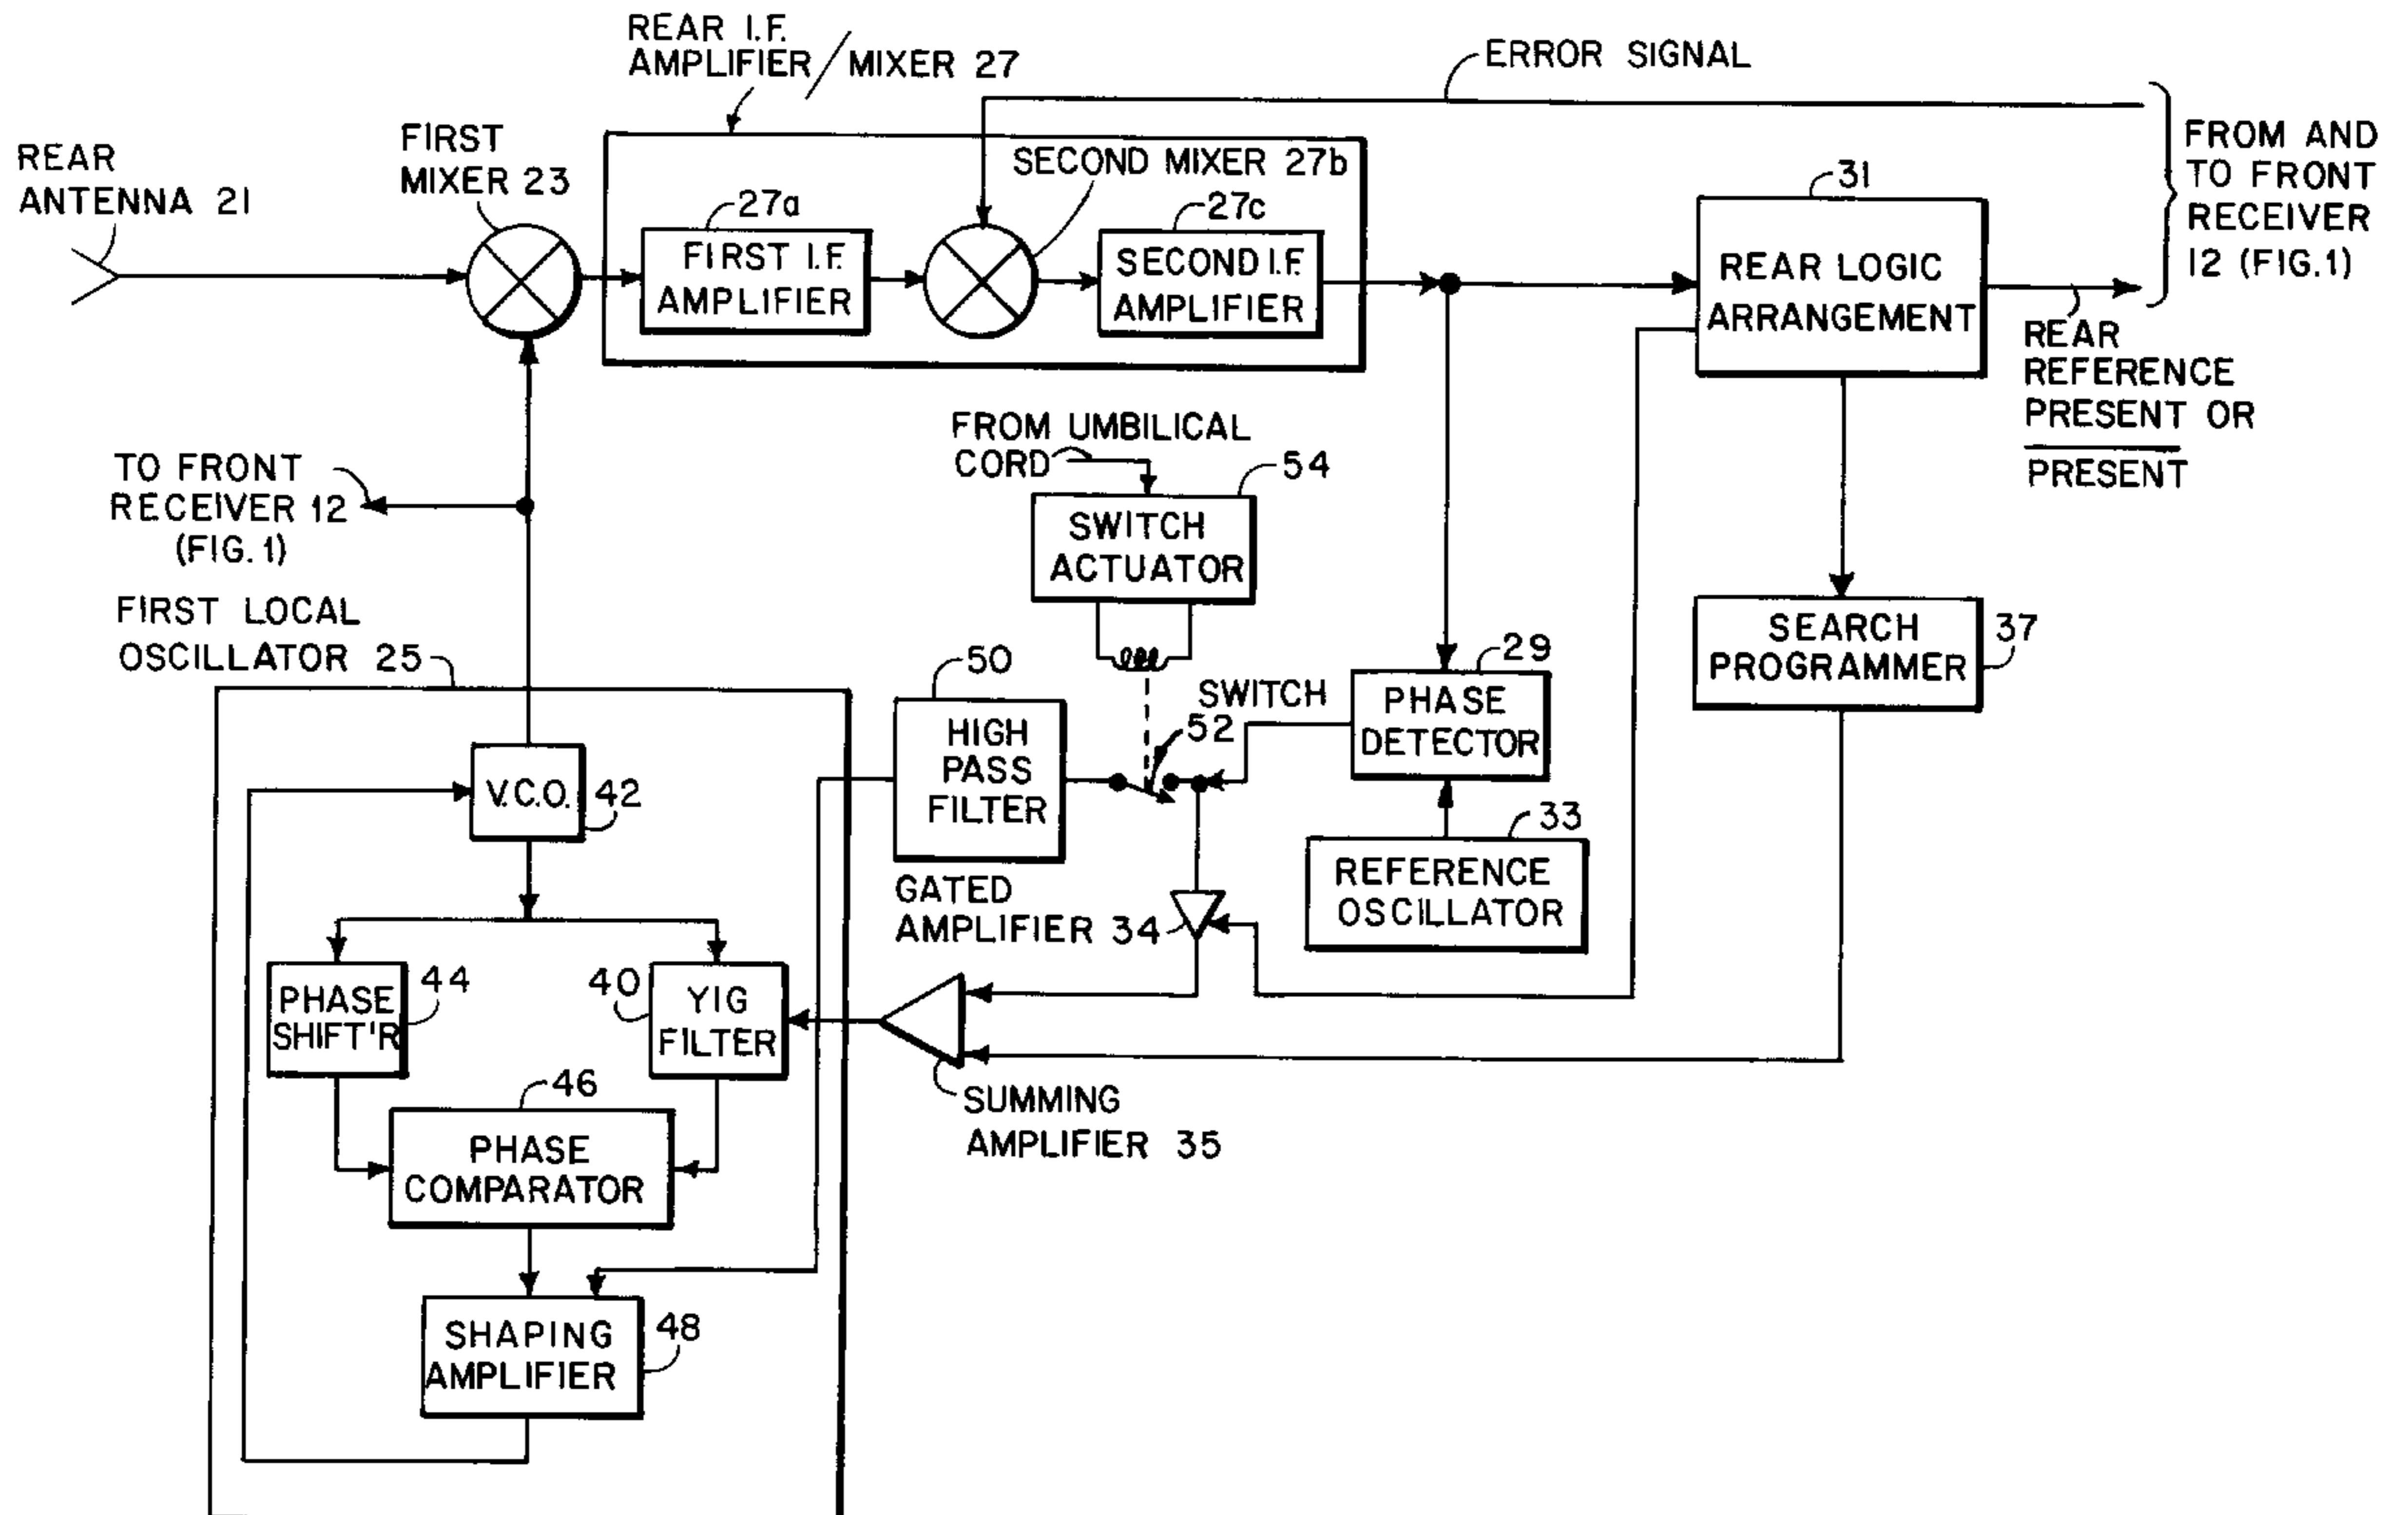 REAR I.F.
AMPLIFIER/MIXER 27
ERROR SIGNAL
REAR
ANTENNA 21
FIRST
MIXER 23
SECOND MIXER 27b
27a
FIRST I.F.
AMPLIFIER
27c
SECOND I.F.
AMPLIFIER
31
REAR LOGIC
ARRANGEMENT
FROM AND
TO FRONT
RECEIVER
12 (FIG.1)
REAR
REFERENCE
PRESENT OR
PRESENT
TO FRONT
RECEIVER 12
(FIG. 1)
FROM UMBILICAL
CORD
54
SWITCH
ACTUATOR
FIRST LOCAL
OSCILLATOR 25
50
HIGH
PASS
FILTER
SWITCH
52
29
PHASE
DETECTOR
SEARCH
PROGRAMMER
37
V.C.O.
42
33
REFERENCE
OSCILLATOR
GATED
AMPLIFIER 34
PHASE
SHIFT'R
44
40
YIG
FILTER
SUMMING
AMPLIFIER 35
46
PHASE
COMPARATOR
SHAPING
AMPLIFIER
48